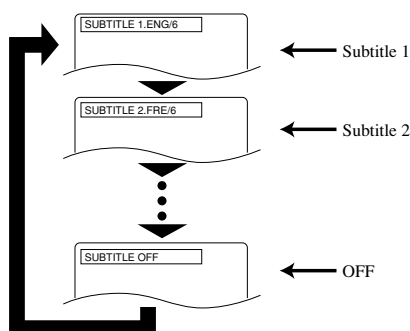 SUBTITLE 1.ENG/6
Subtitle 1
SUBTITLE 2.FRE/6
Subtitle 2
SUBTITLE OFF
OFF